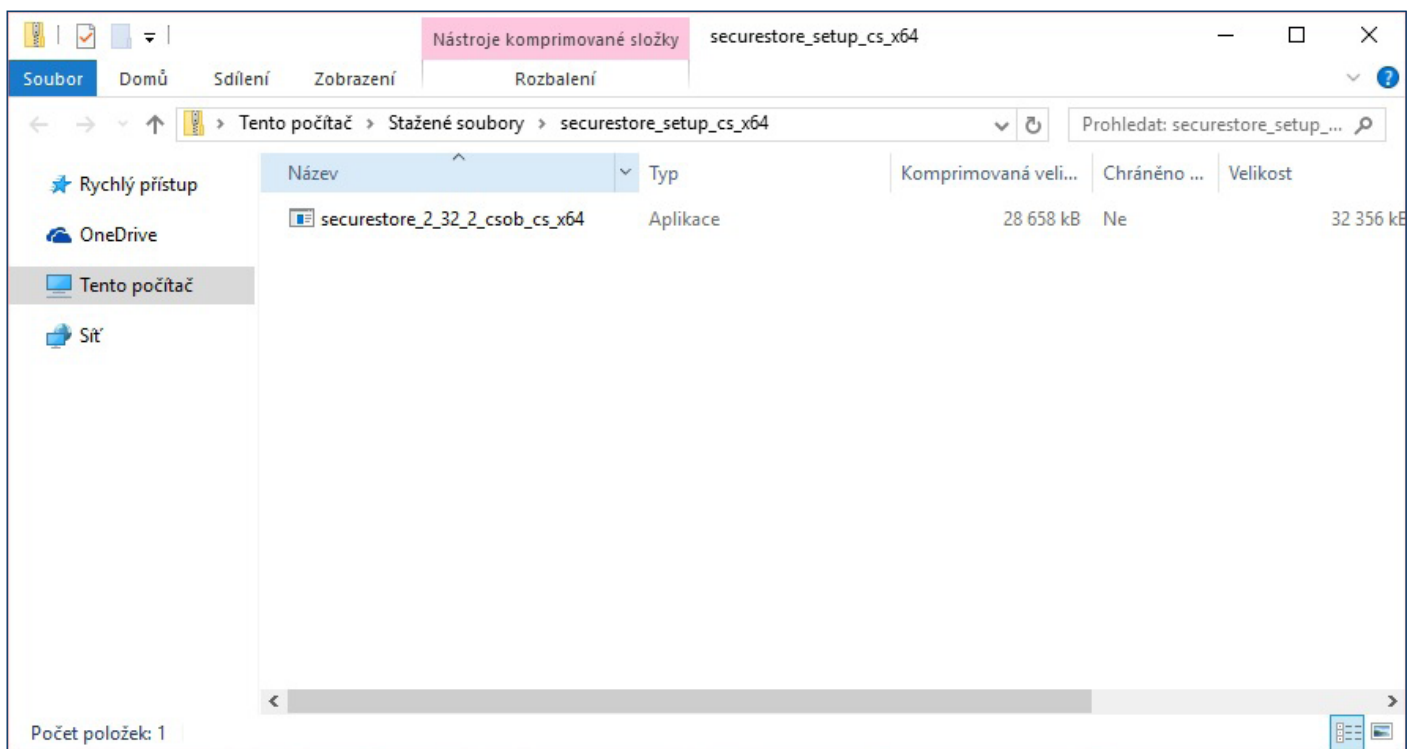 Nástroje komprimované složky securestore_setup_cs_x64
Soubor Domů Sdílení Zobrazení Rozbalení
Tento počítač > Stažené soubory > securestore_setup_cs_x64 Prohledat: securestore_setup_...
Název Typ Komprimovaná veli... Chráněno ... Velikost
securestore_2_32_2_csob_cs_x64 Aplikace 28 658 kB Ne 32 356 kB
Rychlý přístup
OneDrive
Tento počítač
Síť
Počet položek: 1